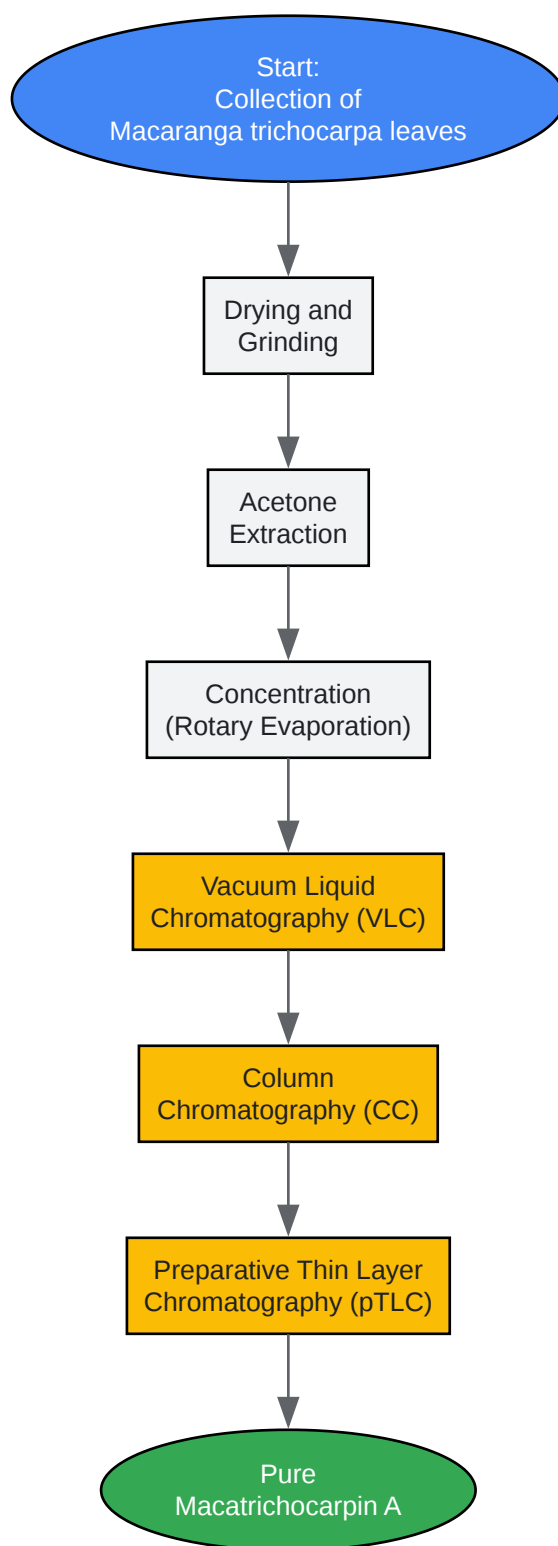 Start:
Collection of
Macaranga trichocarpa leaves
Drying and
Grinding
Acetone
Extraction
Concentration
(Rotary Evaporation)
Vacuum Liquid
Chromatography (VLC)
Column
Chromatography (CC)
Preparative Thin Layer
Chromatography (pTLC)
Pure
Macatrichocarpin A